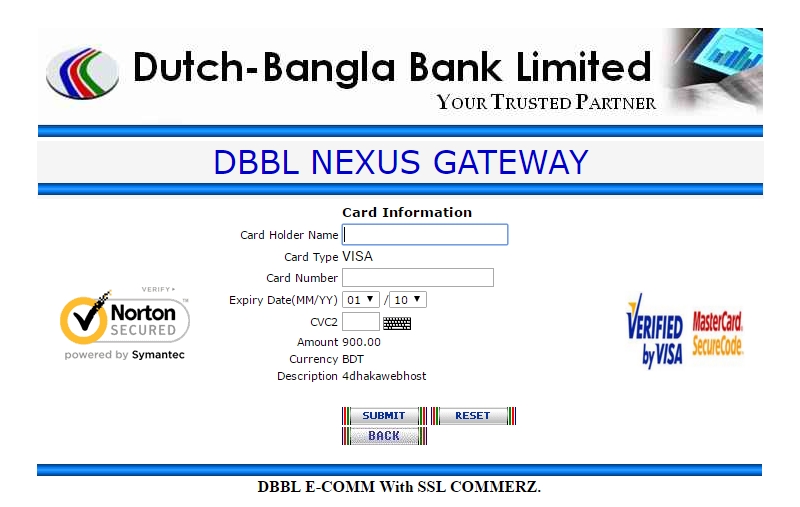 Dutch-Bangla Bank Limited
YOUR TRUSTED PARTNER
DBBL NEXUS GATEWAY
Card Information
Card Holder Name
Card Type VISA
Card Number
Expiry Date(MM/YY) 01 / 10
CVC2
Amount 900.00
Currency BDT
Description 4dhakawebhost
VERIFY
Norton
SECURED
TM
powered by Symantec
VERIFIED
by VISA
MasterCard.
SecureCode.
SUBMIT RESET
BACK
DBBL E-COMM With SSL COMMERZ.